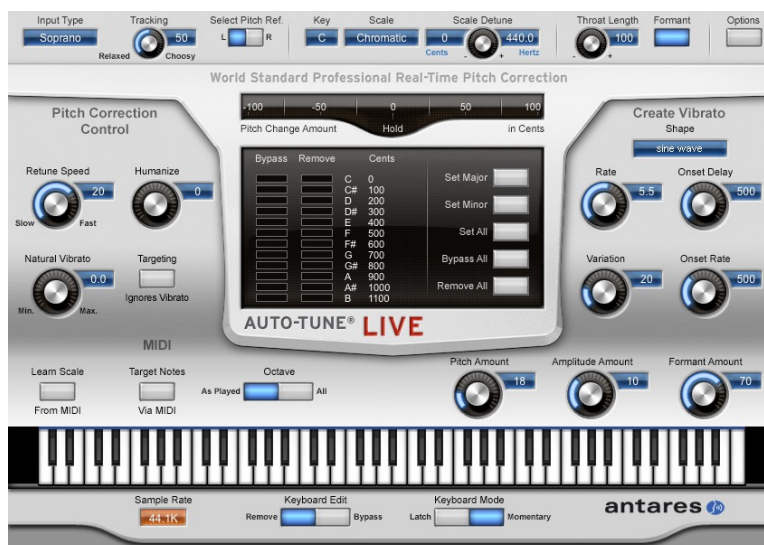 Input Type Tracking Select Pitch Ref. Key Scale Scale Detune Throat Length Formant Options
Soprano 50 L R C Chromatic 0 440.0 100
Relaxed Choosy Cents - + Hertz - +
World Standard Professional Real-Time Pitch Correction
-100 -50 0 50 100
Pitch Change Amount Hold in Cents
Pitch Correction
Control
Retune Speed Humanize
20 0
Slow Fast
Natural Vibrato Targeting
0.0
Min. Max. Ignores Vibrato
Bypass Remove Cents
C 0
C# 100
D 200
D# 300
E 400
F 500
F# 600
G 700
G# 800
A 900
A# 1000
B 1100
Set Major
Set Minor
Set All
Bypass All
Remove All
AUTO-TUNE® LIVE
Create Vibrato
Shape
sine wave
Rate Onset Delay
5.5 500
Variation Onset Rate
20 500
MIDI
Learn Scale Target Notes Octave
As Played All
From MIDI Via MIDI
Pitch Amount Amplitude Amount Formant Amount
18 10 70
Sample Rate Keyboard Edit Keyboard Mode
44.1K Remove Bypass Latch Momentary
antares